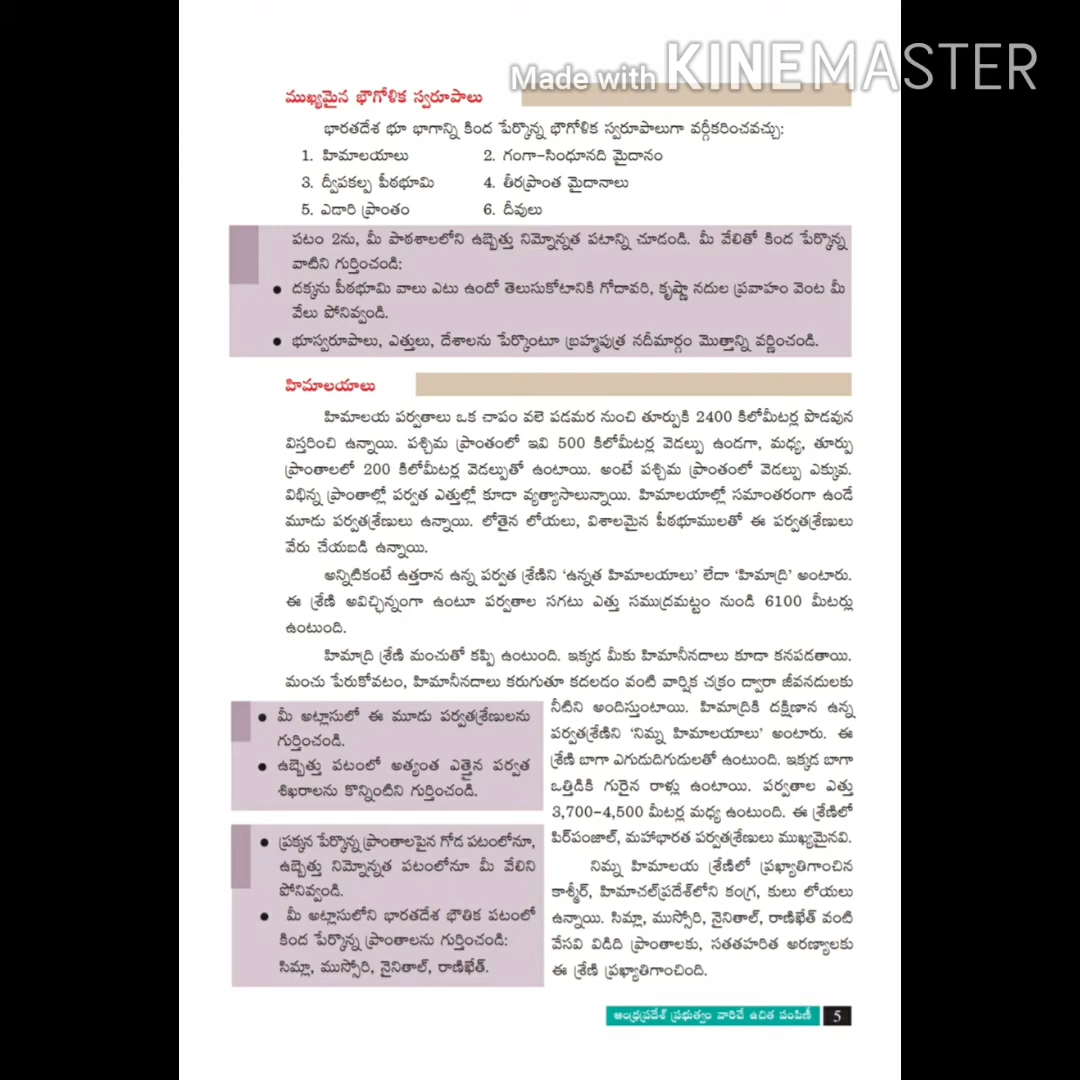 Made with KINEMASTER
ముఖ్యమైన భౌగోళిక స్వరూపాలు
భారతదేశ భూ భాగాన్ని కింద పేర్కొన్న భౌగోళిక స్వరూపాలుగా వర్గీకరించవచ్చు:
1. హిమాలయాలు 2. గంగా-సింధూనది మైదానం
3. ద్వీపకల్ప పీఠభూమి 4. తీరప్రాంత మైదానాలు
5. ఎడారి ప్రాంతం 6. దీవులు
పటం 2ను, మీ పాఠశాలలోని ఉబ్బెత్తు నిమ్నోన్నత పటాన్ని చూడండి. మీ వేలితో కింద పేర్కొన్న
వాటిని గుర్తించండి:
● దక్కను పీఠభూమి వాలు ఎటు ఉందో తెలుసుకోటానికి గోదావరి, కృష్ణా నదుల ప్రవాహం వెంట మీ
వేలు పోనివ్వండి.
● భూస్వరూపాలు, ఎత్తులు, దేశాలను పేర్కొంటూ బ్రహ్మపుత్ర నదీమార్గం మొత్తాన్ని వర్ణించండి.
హిమాలయాలు
హిమాలయ పర్వతాలు ఒక చాపం వలె పడమర నుంచి తూర్పుకి 2400 కిలోమీటర్ల పొడవున
విస్తరించి ఉన్నాయి. పశ్చిమ ప్రాంతంలో ఇవి 500 కిలోమీటర్ల వెడల్పు ఉండగా, మధ్య, తూర్పు
ప్రాంతాలలో 200 కిలోమీటర్ల వెడల్పుతో ఉంటాయి. అంటే పశ్చిమ ప్రాంతంలో వెడల్పు ఎక్కువ.
విభిన్న ప్రాంతాల్లో పర్వత ఎత్తుల్లో కూడా వ్యత్యాసాలున్నాయి. హిమాలయాల్లో సమాంతరంగా ఉండే
మూడు పర్వతశ్రేణులు ఉన్నాయి. లోతైన లోయలు, విశాలమైన పీఠభూములతో ఈ పర్వతశ్రేణులు
వేరు చేయబడి ఉన్నాయి.
అన్నిటికంటే ఉత్తరాన ఉన్న పర్వత శ్రేణిని ‘ఉన్నత హిమాలయాలు’ లేదా ‘హిమాద్రి’ అంటారు.
ఈ శ్రేణి అవిచ్ఛిన్నంగా ఉంటూ పర్వతాల సగటు ఎత్తు సముద్రమట్టం నుండి 6100 మీటర్లు
ఉంటుంది.
హిమాద్రి శ్రేణి మంచుతో కప్పి ఉంటుంది. ఇక్కడ మీకు హిమానీనదాలు కూడా కనపడతాయి.
మంచు పేరుకోవటం, హిమానీనదాలు కరుగుతూ కదలడం వంటి వార్షిక చక్రం ద్వారా జీవనదులకు
నీటిని అందిస్తుంటాయి. హిమాద్రికి దక్షిణాన ఉన్న
పర్వతశ్రేణిని ‘నిమ్న హిమాలయాలు’ అంటారు. ఈ
శ్రేణి బాగా ఎగుడుదిగుడులతో ఉంటుంది. ఇక్కడ బాగా
ఒత్తిడికి గురైన రాళ్లు ఉంటాయి. పర్వతాల ఎత్తు
3,700-4,500 మీటర్ల మధ్య ఉంటుంది. ఈ శ్రేణిలో
పిర్‌పంజాల్, మహాభారత పర్వతశ్రేణులు ముఖ్యమైనవి.
నిమ్న హిమాలయ శ్రేణిలో ప్రఖ్యాతిగాంచిన
కాశ్మీర్, హిమాచల్‌ప్రదేశ్‌లోని కంగ్ర, కులు లోయలు
ఉన్నాయి. సిమ్లా, ముస్సోరి, నైనిటాల్, రాణిఖేత్ వంటి
వేసవి విడిది ప్రాంతాలకు, సతతహరిత అరణ్యాలకు
ఈ శ్రేణి ప్రఖ్యాతిగాంచింది.
● మీ అట్లాసులో ఈ మూడు పర్వతశ్రేణులను
గుర్తించండి.
● ఉబ్బెత్తు పటంలో అత్యంత ఎత్తైన పర్వత
శిఖరాలను కొన్నింటిని గుర్తించండి.
● ప్రక్కన పేర్కొన్న ప్రాంతాలపైన గోడ పటంలోనూ,
ఉబ్బెత్తు నిమ్నోన్నత పటంలోనూ మీ వేలిని
పోనివ్వండి.
● మీ అట్లాసులోని భారతదేశ భౌతిక పటంలో
కింద పేర్కొన్న ప్రాంతాలను గుర్తించండి:
సిమ్లా, ముస్సోరి, నైనిటాల్, రాణిఖేత్.
ఆంధ్రప్రదేశ్ ప్రభుత్వం వారిచే ఉచిత పంపిణీ 5